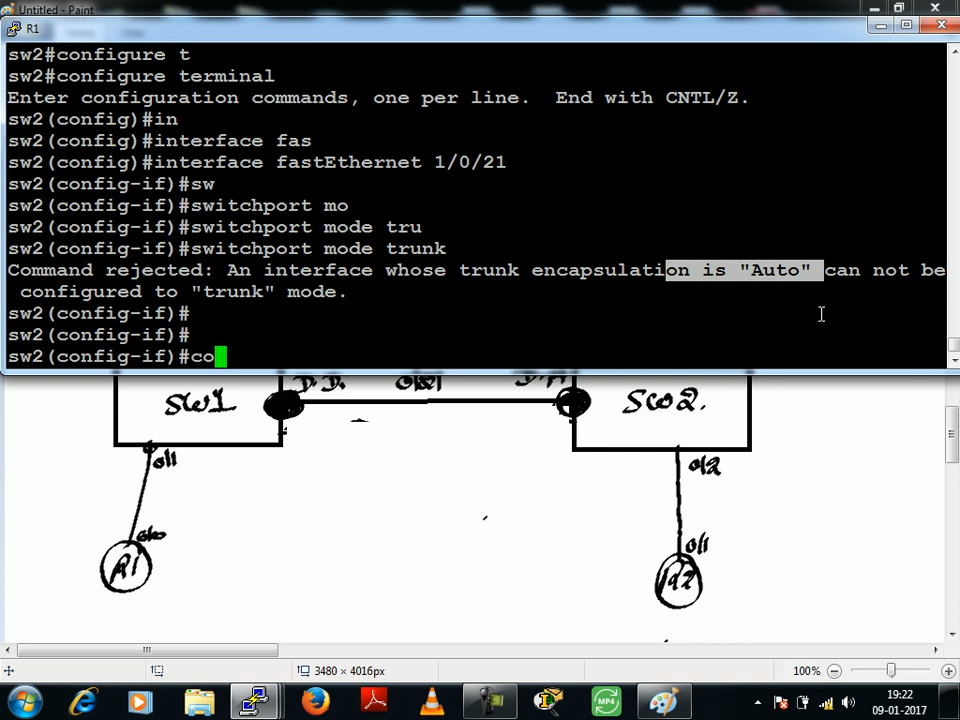 Untitled - Paint
R1
sw2#configure t
sw2#configure terminal
Enter configuration commands, one per line.  End with CNTL/Z.
sw2(config)#in
sw2(config)#interface fas
sw2(config)#interface fastEthernet 1/0/21
sw2(config-if)#sw
sw2(config-if)#switchport mo
sw2(config-if)#switchport mode tru
sw2(config-if)#switchport mode trunk
Command rejected: An interface whose trunk encapsulation is "Auto" can not be
configured to "trunk" mode.
sw2(config-if)#
sw2(config-if)#
sw2(config-if)#co
SW1
SW2.
0/1
0/2
0/0
0/1
R1
R2
3480 × 4016px
100%
MP4
19:22
09-01-2017